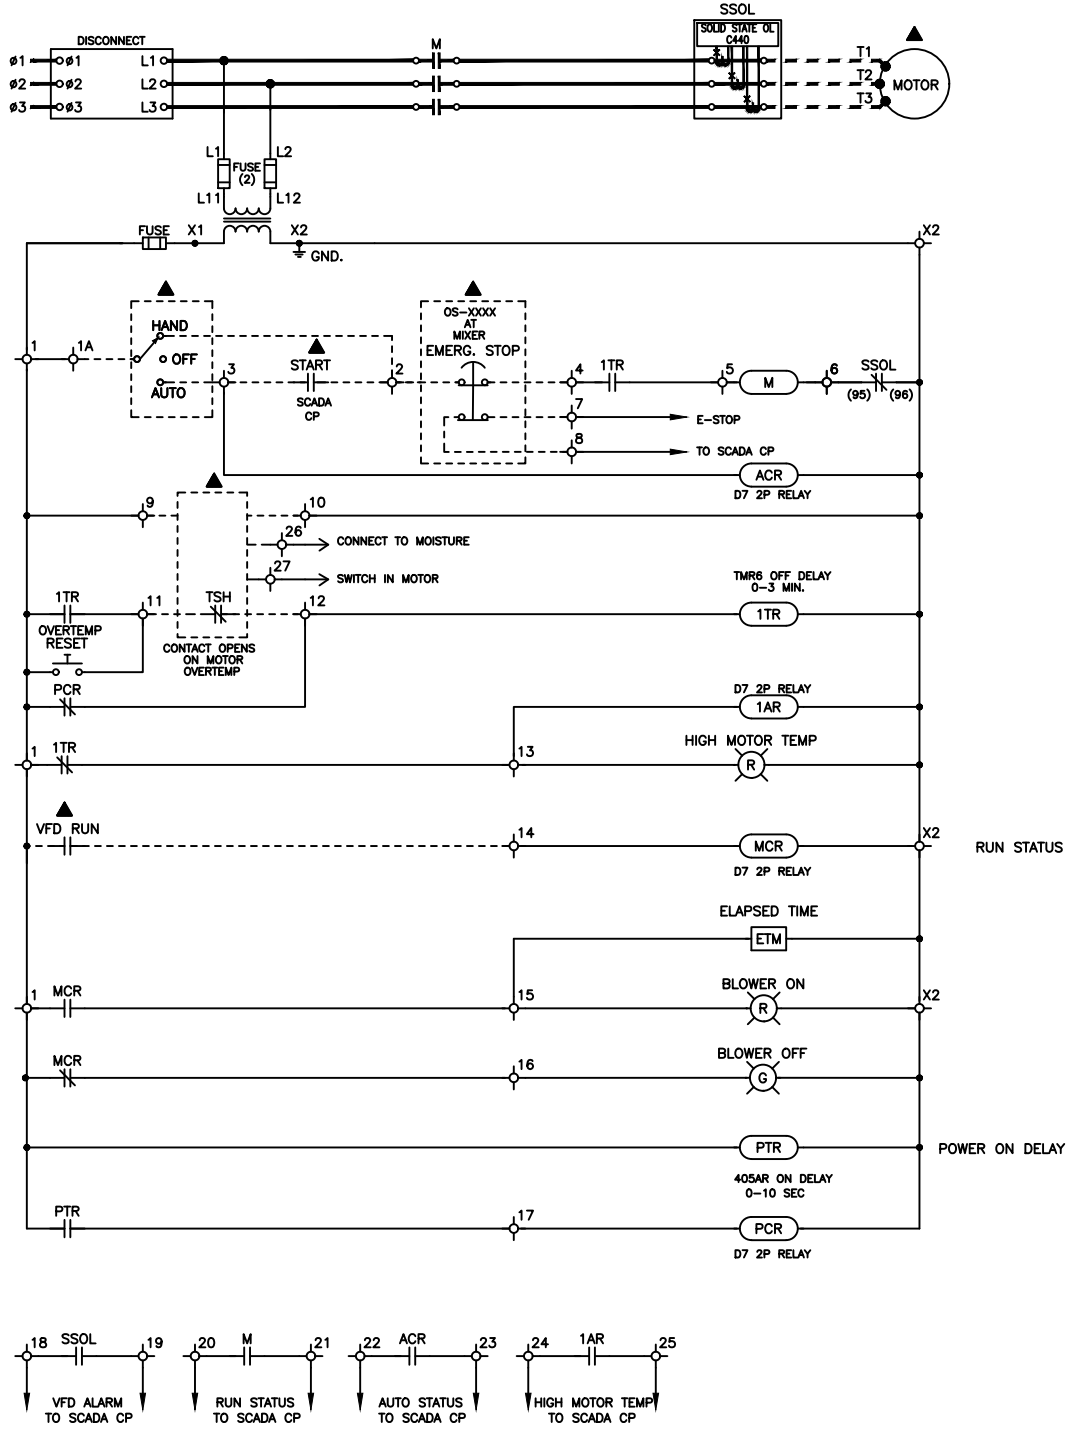 SSOL
DISCONNECT
SOLID STATE OL
C440
M
ø1 ø1 L1 T1
ø2 ø2 L2 T2 MOTOR
ø3 ø3 L3 T3
L1 L2
FUSE
(2)
L11 L12
FUSE X1 X2 X2
GND.
HAND
OFF
AUTO
1 1A
OS-XXXX
AT
MIXER
EMERG. STOP
3 START 2 4 1TR 5 M 6 SSOL
(95) (96)
SCADA
CP
7 E-STOP
8 TO SCADA CP
ACR
D7 2P RELAY
9 10
26 CONNECT TO MOISTURE
27 SWITCH IN MOTOR
TMR6 OFF DELAY
0-3 MIN.
1TR 11 TSH 12 1TR
OVERTEMP
RESET
CONTACT OPENS
ON MOTOR
OVERTEMP
PCR
D7 2P RELAY
1AR
HIGH MOTOR TEMP
1 1TR 13 R
VFD RUN 14 MCR X2 RUN STATUS
D7 2P RELAY
ELAPSED TIME
ETM
BLOWER ON
1 MCR 15 R X2
BLOWER OFF
MCR 16 G
PTR POWER ON DELAY
405AR ON DELAY
0-10 SEC
PTR 17 PCR
D7 2P RELAY
18 SSOL 19 20 M 21 22 ACR 23 24 1AR 25
VFD ALARM
TO SCADA CP
RUN STATUS
TO SCADA CP
AUTO STATUS
TO SCADA CP
HIGH MOTOR TEMP
TO SCADA CP